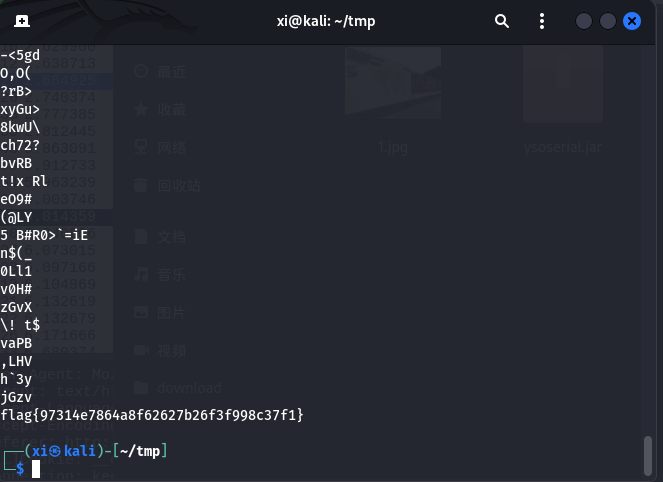 xi@kali: ~/tmp
-<5gd
O,O(
?rB>
xyGu>
8kwU\
ch72?
bvRB
t!x Rl
eO9#
(@LY
5 B#R0>`=iE
n$(_
0Ll1
v0H#
zGvX
\! t$
vaPB
,LHV
h`3y
jGzv
flag{97314e7864a8f62627b26f3f998c37f1}
┌──(xi㉿kali)-[~/tmp]
└─$
最近
收藏
网络
回收站
文档
音乐
图片
视频
download
1.jpg
ysoserial.jar